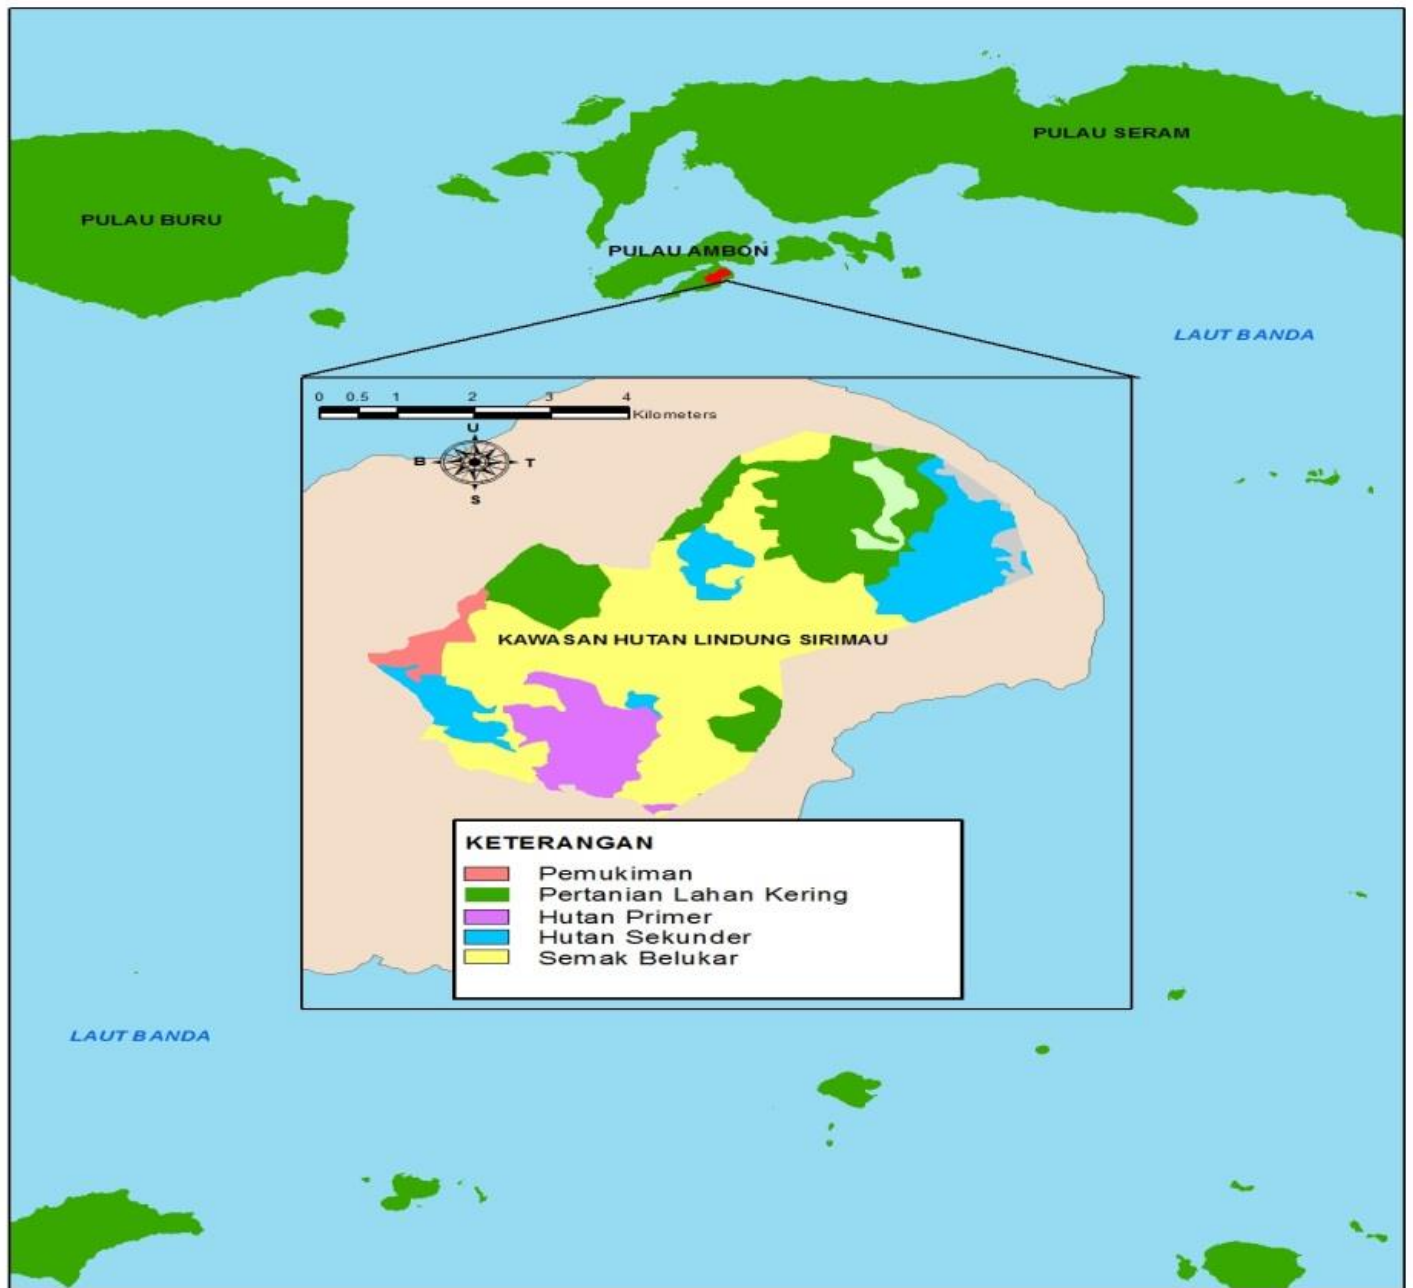 PULAU SERAM
PULAU BURU
PULAU AMBON
LAUT BANDA
0 0.5 1 2 3 4
Kilometers
U
B T
S
KAWASAN HUTAN LINDUNG SIRIMAU
KETERANGAN
Pemukiman
Pertanian Lahan Kering
Hutan Primer
Hutan Sekunder
Semak Belukar
LAUT BANDA